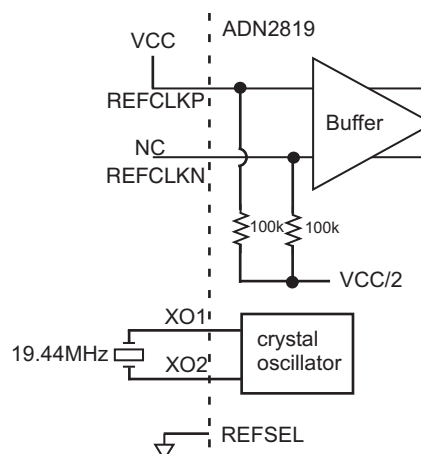 ADN2819
VCC
REFCLKP
Buffer
NC
REFCLKN
100k
100k
VCC/2
XO1
19.44MHz
XO2
crystal
oscillator
REFSEL